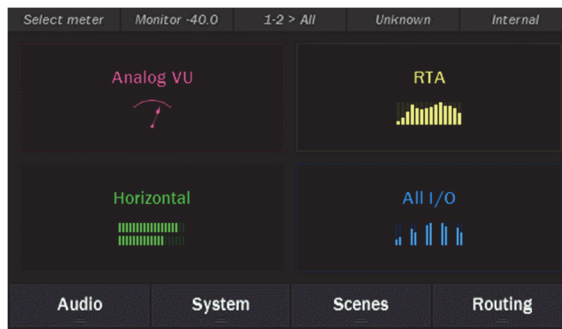 Select meter Monitor -40.0 1-2 > All Unknown Internal
Analog VU RTA
Horizontal All I/O
Audio System Scenes Routing